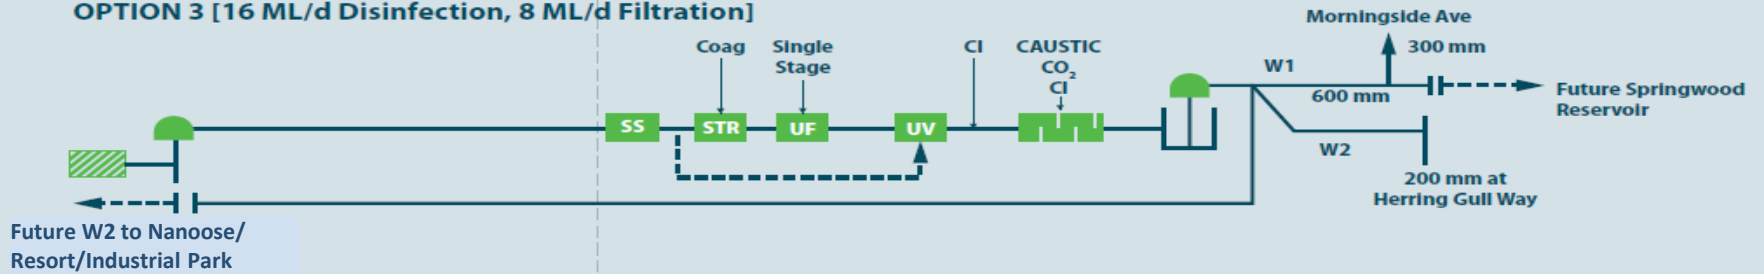 OPTION 3 [16 ML/d Disinfection, 8 ML/d Filtration]
Morningside Ave
300 mm
Coag
Single
Stage
CI
CAUSTIC
CO2
CI
W1
600 mm
Future Springwood
Reservoir
SS
STR
UF
UV
W2
200 mm at
Herring Gull Way
Future W2 to Nanoose/
Resort/Industrial Park